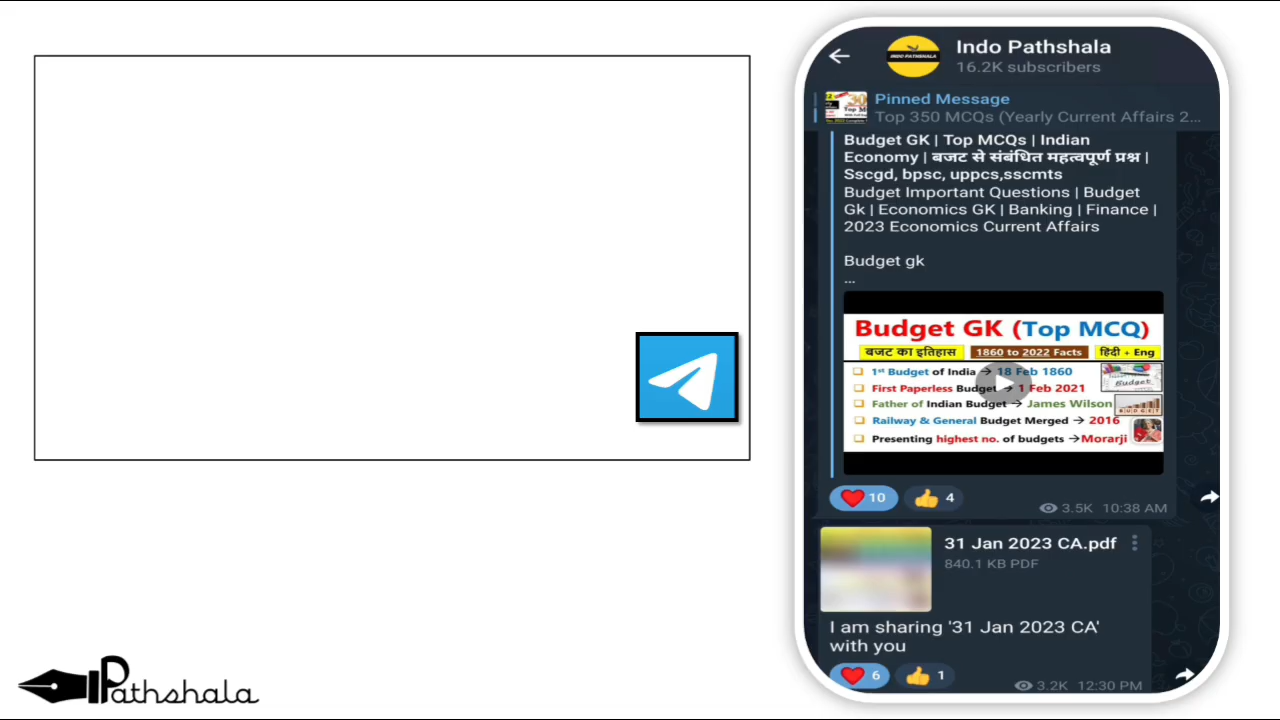 Indo Pathshala
INDO PATHSHALA
16.2K subscribers
Pinned Message
Top 350 MCQs (Yearly Current Affairs 2...
Budget GK | Top MCQs | Indian
Economy | बजट से संबंधित महत्वपूर्ण प्रश्न |
Sscgd, bpsc, uppcs,sscmts
Budget Important Questions | Budget
Gk | Economics GK | Banking | Finance |
2023 Economics Current Affairs
Budget gk
...
Budget GK (Top MCQ)
बजट का इतिहास 1860 to 2022 Facts हिंदी + Eng
1st Budget of India → 18 Feb 1860
First Paperless Budget → 1 Feb 2021
Father of Indian Budget → James Wilson
Railway & General Budget Merged → 2016
Presenting highest no. of budgets →Morarji
Budget
BUDGET
10 4
3.5K 10:38 AM
31 Jan 2023 CA.pdf
840.1 KB PDF
I am sharing '31 Jan 2023 CA'
with you
6 1
3.2K 12:30 PM
Pathshala